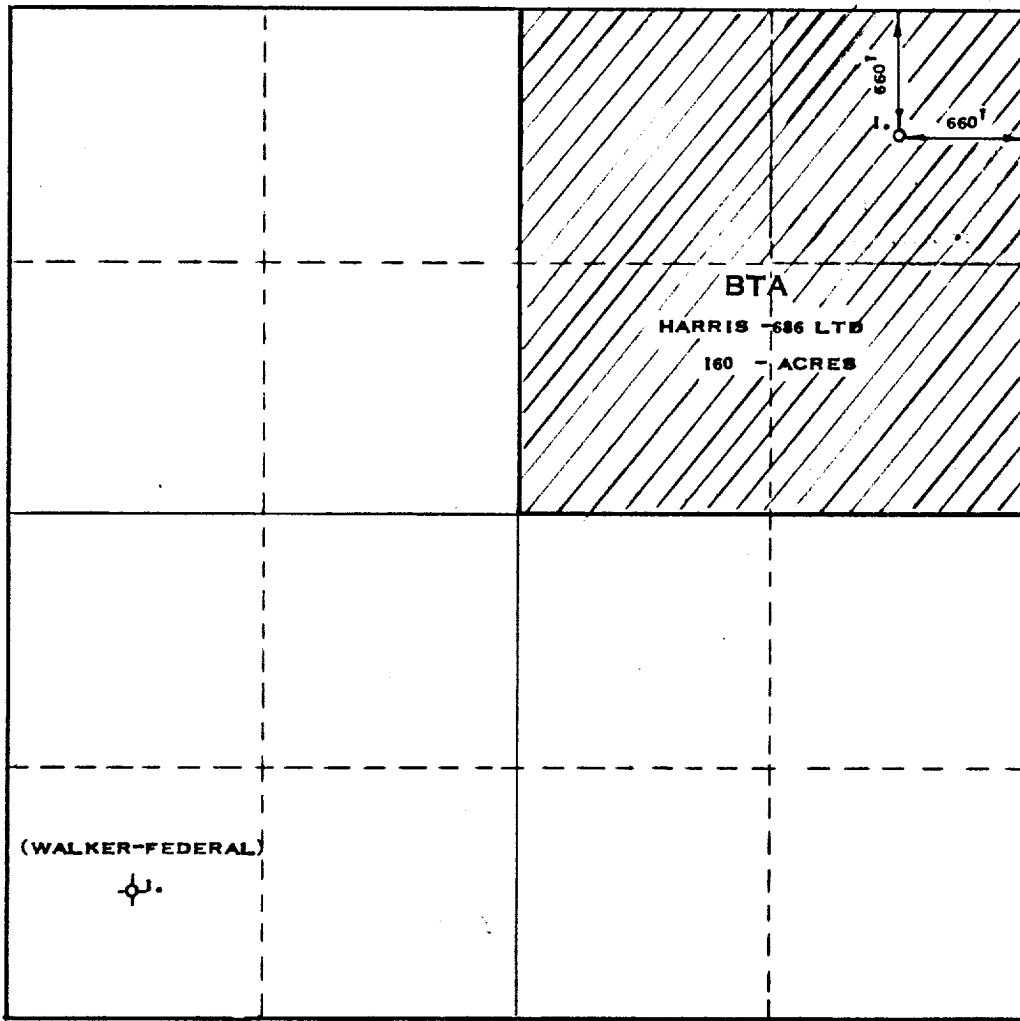 660'
1. 660'
BTA
HARRIS -686 LTD
160 - ACRES
(WALKER-FEDERAL)
1.